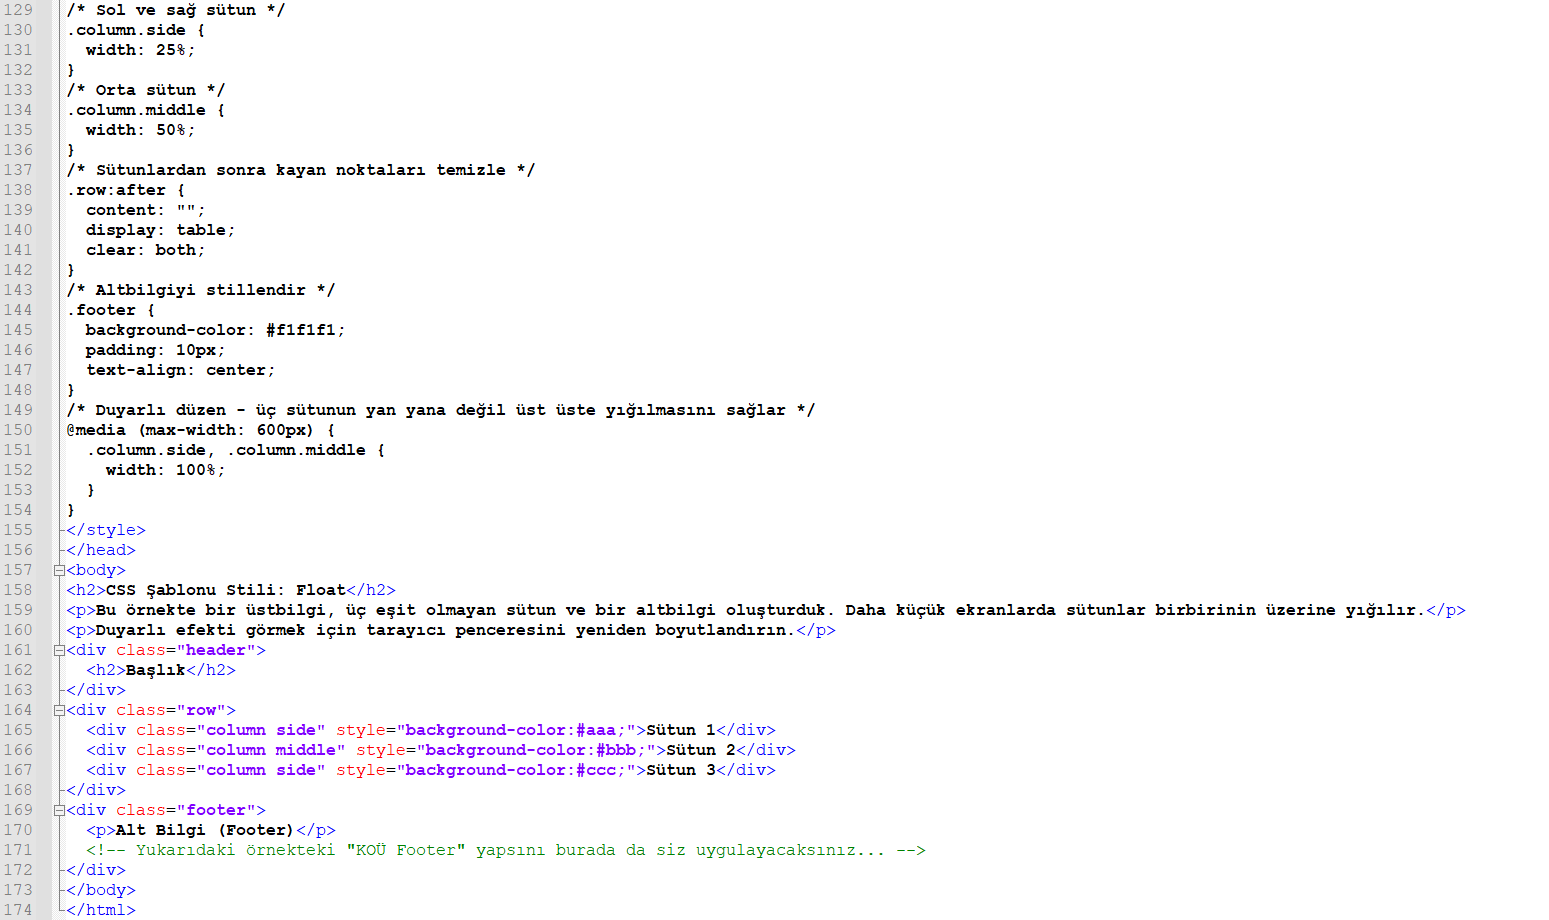 129 /* Sol ve sağ sütun */
130 .column.side {
131   width: 25%;
132 }
133 /* Orta sütun */
134 .column.middle {
135   width: 50%;
136 }
137 /* Sütunlardan sonra kayan noktaları temizle */
138 .row:after {
139   content: "";
140   display: table;
141   clear: both;
142 }
143 /* Altbilgiyi stillendir */
144 .footer {
145   background-color: #f1f1f1;
146   padding: 10px;
147   text-align: center;
148 }
149 /* Duyarlı düzen - üç sütunun yan yana değil üst üste yığılmasını sağlar */
150 @media (max-width: 600px) {
151   .column.side, .column.middle {
152     width: 100%;
153   }
154 }
155 </style>
156 </head>
157 <body>
158 <h2>CSS Şablonu Stili: Float</h2>
159 <p>Bu örnekte bir üstbilgi, üç eşit olmayan sütun ve bir altbilgi oluşturduk. Daha küçük ekranlarda sütunlar birbirinin üzerine yığılır.</p>
160 <p>Duyarlı efekti görmek için tarayıcı penceresini yeniden boyutlandırın.</p>
161 <div class="header">
162   <h2>Başlık</h2>
163 </div>
164 <div class="row">
165   <div class="column side" style="background-color:#aaa;">Sütun 1</div>
166   <div class="column middle" style="background-color:#bbb;">Sütun 2</div>
167   <div class="column side" style="background-color:#ccc;">Sütun 3</div>
168 </div>
169 <div class="footer">
170   <p>Alt Bilgi (Footer)</p>
171   <!-- Yukarıdaki örnekteki "KOÜ Footer" yapsını burada da siz uygulayacaksınız... -->
172 </div>
173 </body>
174 </html>